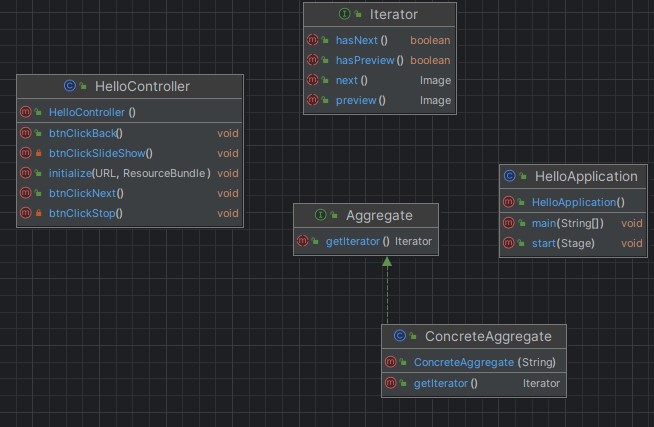 Iterator
hasNext() boolean
hasPreview() boolean
next() Image
preview() Image
HelloController
HelloController()
btnClickBack() void
btnClickSlideShow() void
initialize(URL, ResourceBundle) void
btnClickNext() void
btnClickStop() void
HelloApplication
HelloApplication()
main(String[]) void
start(Stage) void
Aggregate
getIterator() Iterator
ConcreteAggregate
ConcreteAggregate(String)
getIterator() Iterator